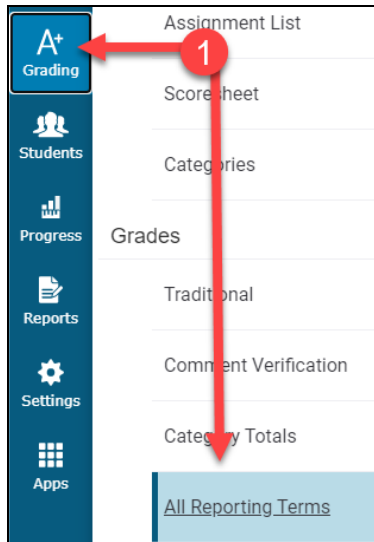 A+
Grading
Students
Progress
Reports
Settings
Apps
Assignment List
1
Scoresheet
Categories
Grades
Traditional
Comment Verification
Category Totals
All Reporting Terms